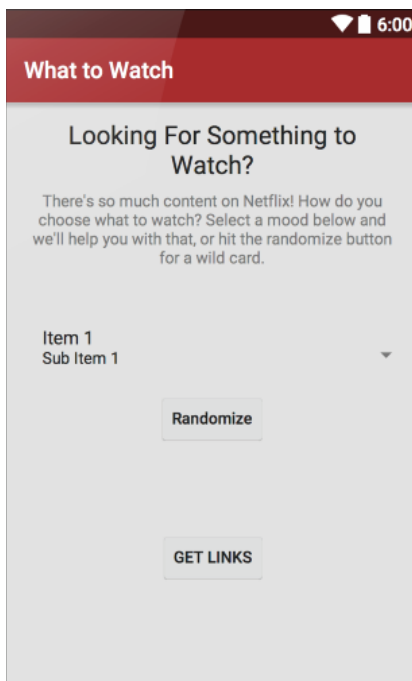 6:00
What to Watch
Looking For Something to
Watch?
There's so much content on Netflix! How do you
choose what to watch? Select a mood below and
we'll help you with that, or hit the randomize button
for a wild card.
Item 1
Sub Item 1
Randomize
GET LINKS